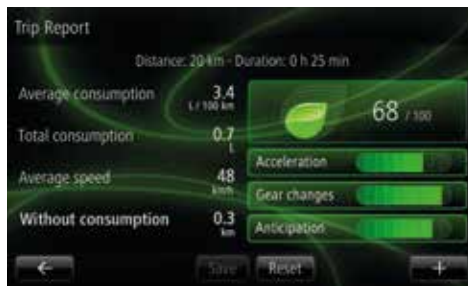 Trip Report
Distance: 20 km - Duration: 0 h 25 min
Average consumption 3.4 L / 100 km
Total consumption 0.7 L
Average speed 48 km/h
Without consumption 0.3 km
68 / 100
Acceleration
Gear changes
Anticipation
Save Reset +